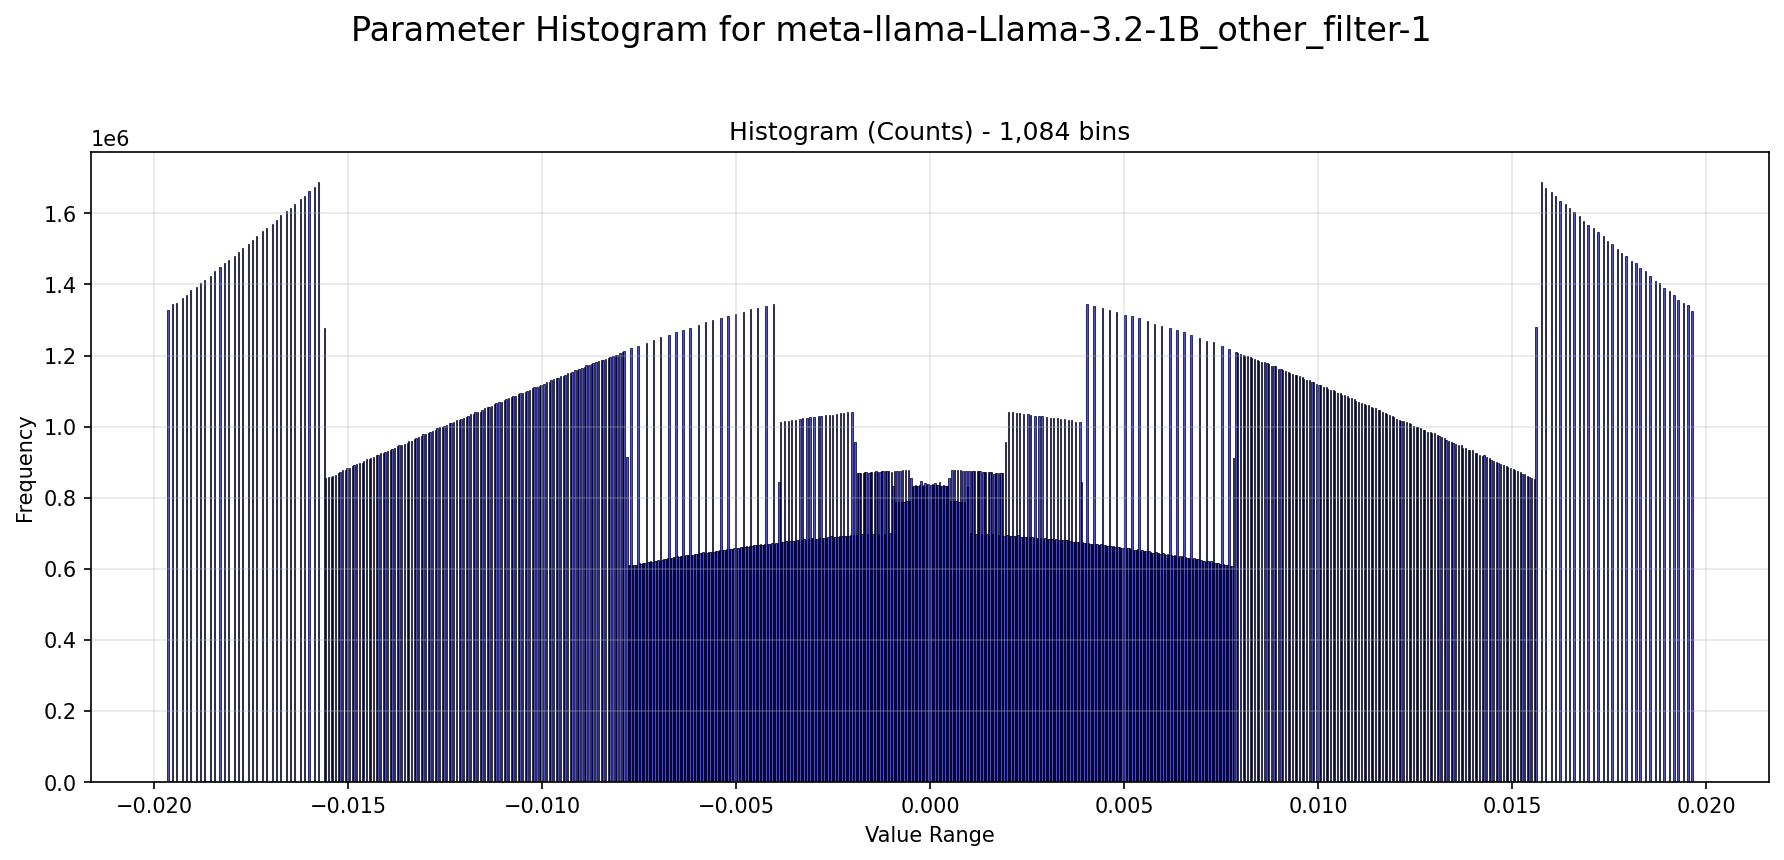 Parameter Histogram for meta-llama-Llama-3.2-1B_other_filter-1
Histogram (Counts) - 1,084 bins
1e6
1.6
1.4
1.2
1.0
0.8
0.6
0.4
0.2
0.0
Frequency
−0.020 −0.015 −0.010 −0.005 0.000 0.005 0.010 0.015 0.020
Value Range